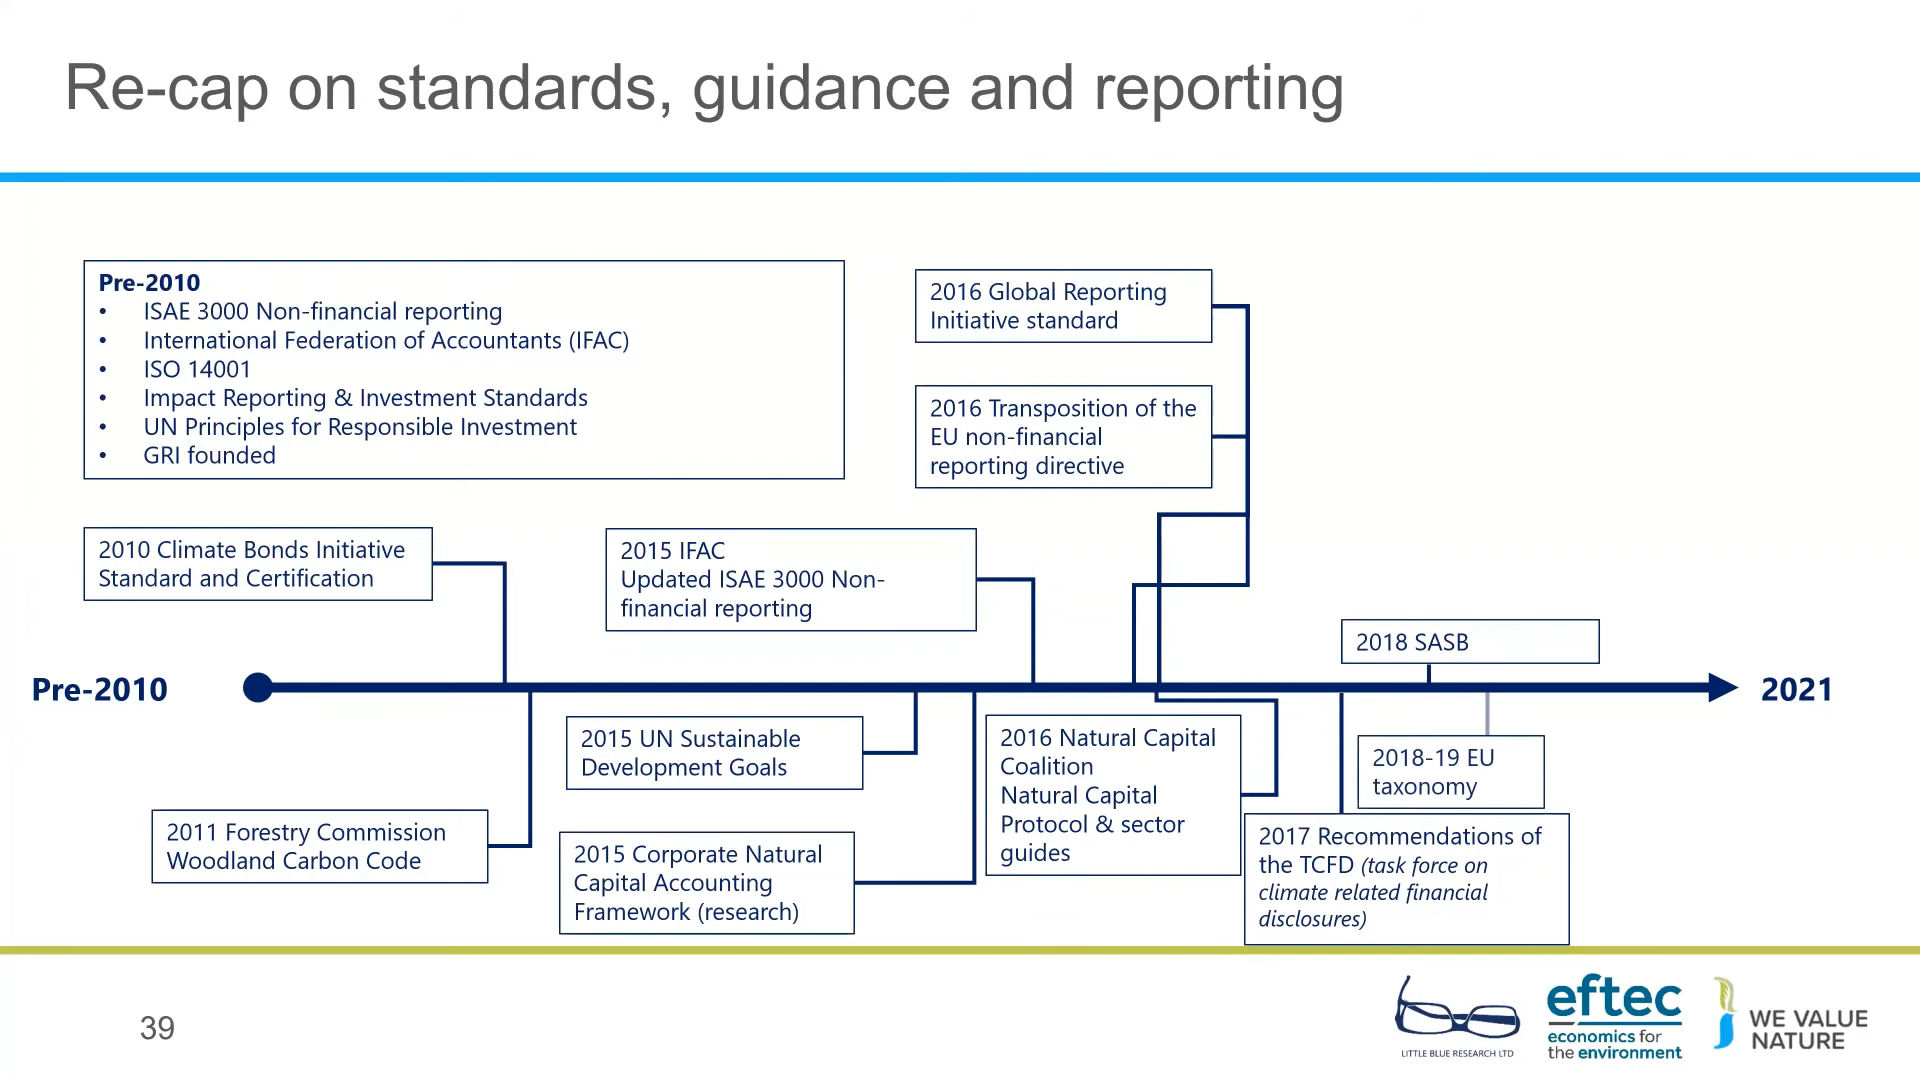 Re-cap on standards, guidance and reporting
Pre-2010
• ISAE 3000 Non-financial reporting
• International Federation of Accountants (IFAC)
• ISO 14001
• Impact Reporting & Investment Standards
• UN Principles for Responsible Investment
• GRI founded
2016 Global Reporting
Initiative standard
2016 Transposition of the
EU non-financial
reporting directive
2010 Climate Bonds Initiative
Standard and Certification
2015 IFAC
Updated ISAE 3000 Non-
financial reporting
2018 SASB
Pre-2010
2021
2015 UN Sustainable
Development Goals
2016 Natural Capital
Coalition
Natural Capital
Protocol & sector
guides
2018-19 EU
taxonomy
2011 Forestry Commission
Woodland Carbon Code
2015 Corporate Natural
Capital Accounting
Framework (research)
2017 Recommendations of
the TCFD (task force on
climate related financial
disclosures)
39
LITTLE BLUE RESEARCH LTD
eftec
economics for
the environment
WE VALUE
NATURE